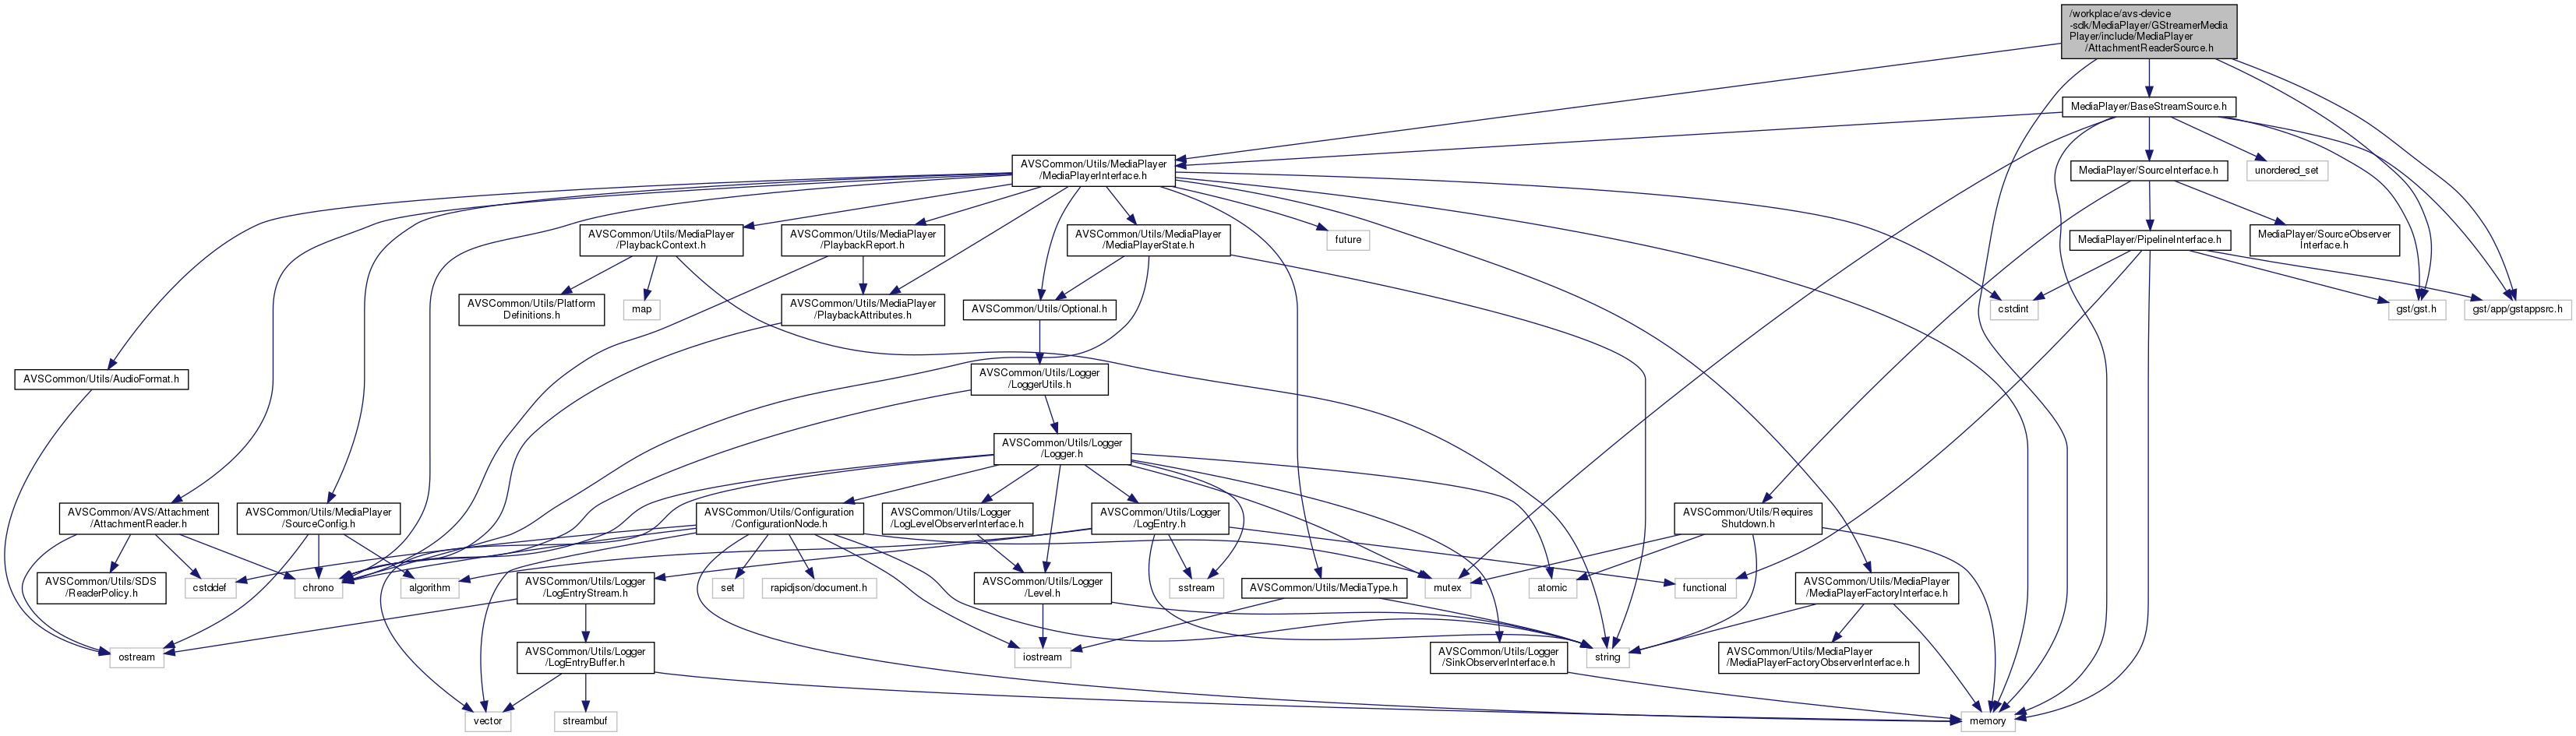 /workplace/avs-device
-sdk/MediaPlayer/GStreamerMedia
Player/include/MediaPlayer
/AttachmentReaderSource.h
MediaPlayer/BaseStreamSource.h
AVSCommon/Utils/MediaPlayer
/MediaPlayerInterface.h
MediaPlayer/SourceInterface.h
unordered_set
AVSCommon/Utils/MediaPlayer
/PlaybackContext.h
AVSCommon/Utils/MediaPlayer
/PlaybackReport.h
AVSCommon/Utils/MediaPlayer
/MediaPlayerState.h
future
MediaPlayer/PipelineInterface.h
MediaPlayer/SourceObserver
Interface.h
AVSCommon/Utils/Platform
Definitions.h
map
AVSCommon/Utils/MediaPlayer
/PlaybackAttributes.h
AVSCommon/Utils/Optional.h
cstdint
gst/gst.h
gst/app/gstappsrc.h
AVSCommon/Utils/AudioFormat.h
AVSCommon/Utils/Logger
/LoggerUtils.h
AVSCommon/Utils/Logger
/Logger.h
AVSCommon/AVS/Attachment
/AttachmentReader.h
AVSCommon/Utils/MediaPlayer
/SourceConfig.h
AVSCommon/Utils/Configuration
/ConfigurationNode.h
AVSCommon/Utils/Logger
/LogLevelObserverInterface.h
AVSCommon/Utils/Logger
/LogEntry.h
AVSCommon/Utils/Requires
Shutdown.h
AVSCommon/Utils/SDS
/ReaderPolicy.h
cstddef
chrono
algorithm
AVSCommon/Utils/Logger
/LogEntryStream.h
set
rapidjson/document.h
AVSCommon/Utils/Logger
/Level.h
sstream
AVSCommon/Utils/MediaType.h
mutex
atomic
functional
AVSCommon/Utils/MediaPlayer
/MediaPlayerFactoryInterface.h
ostream
AVSCommon/Utils/Logger
/LogEntryBuffer.h
iostream
AVSCommon/Utils/Logger
/SinkObserverInterface.h
string
AVSCommon/Utils/MediaPlayer
/MediaPlayerFactoryObserverInterface.h
vector
streambuf
memory